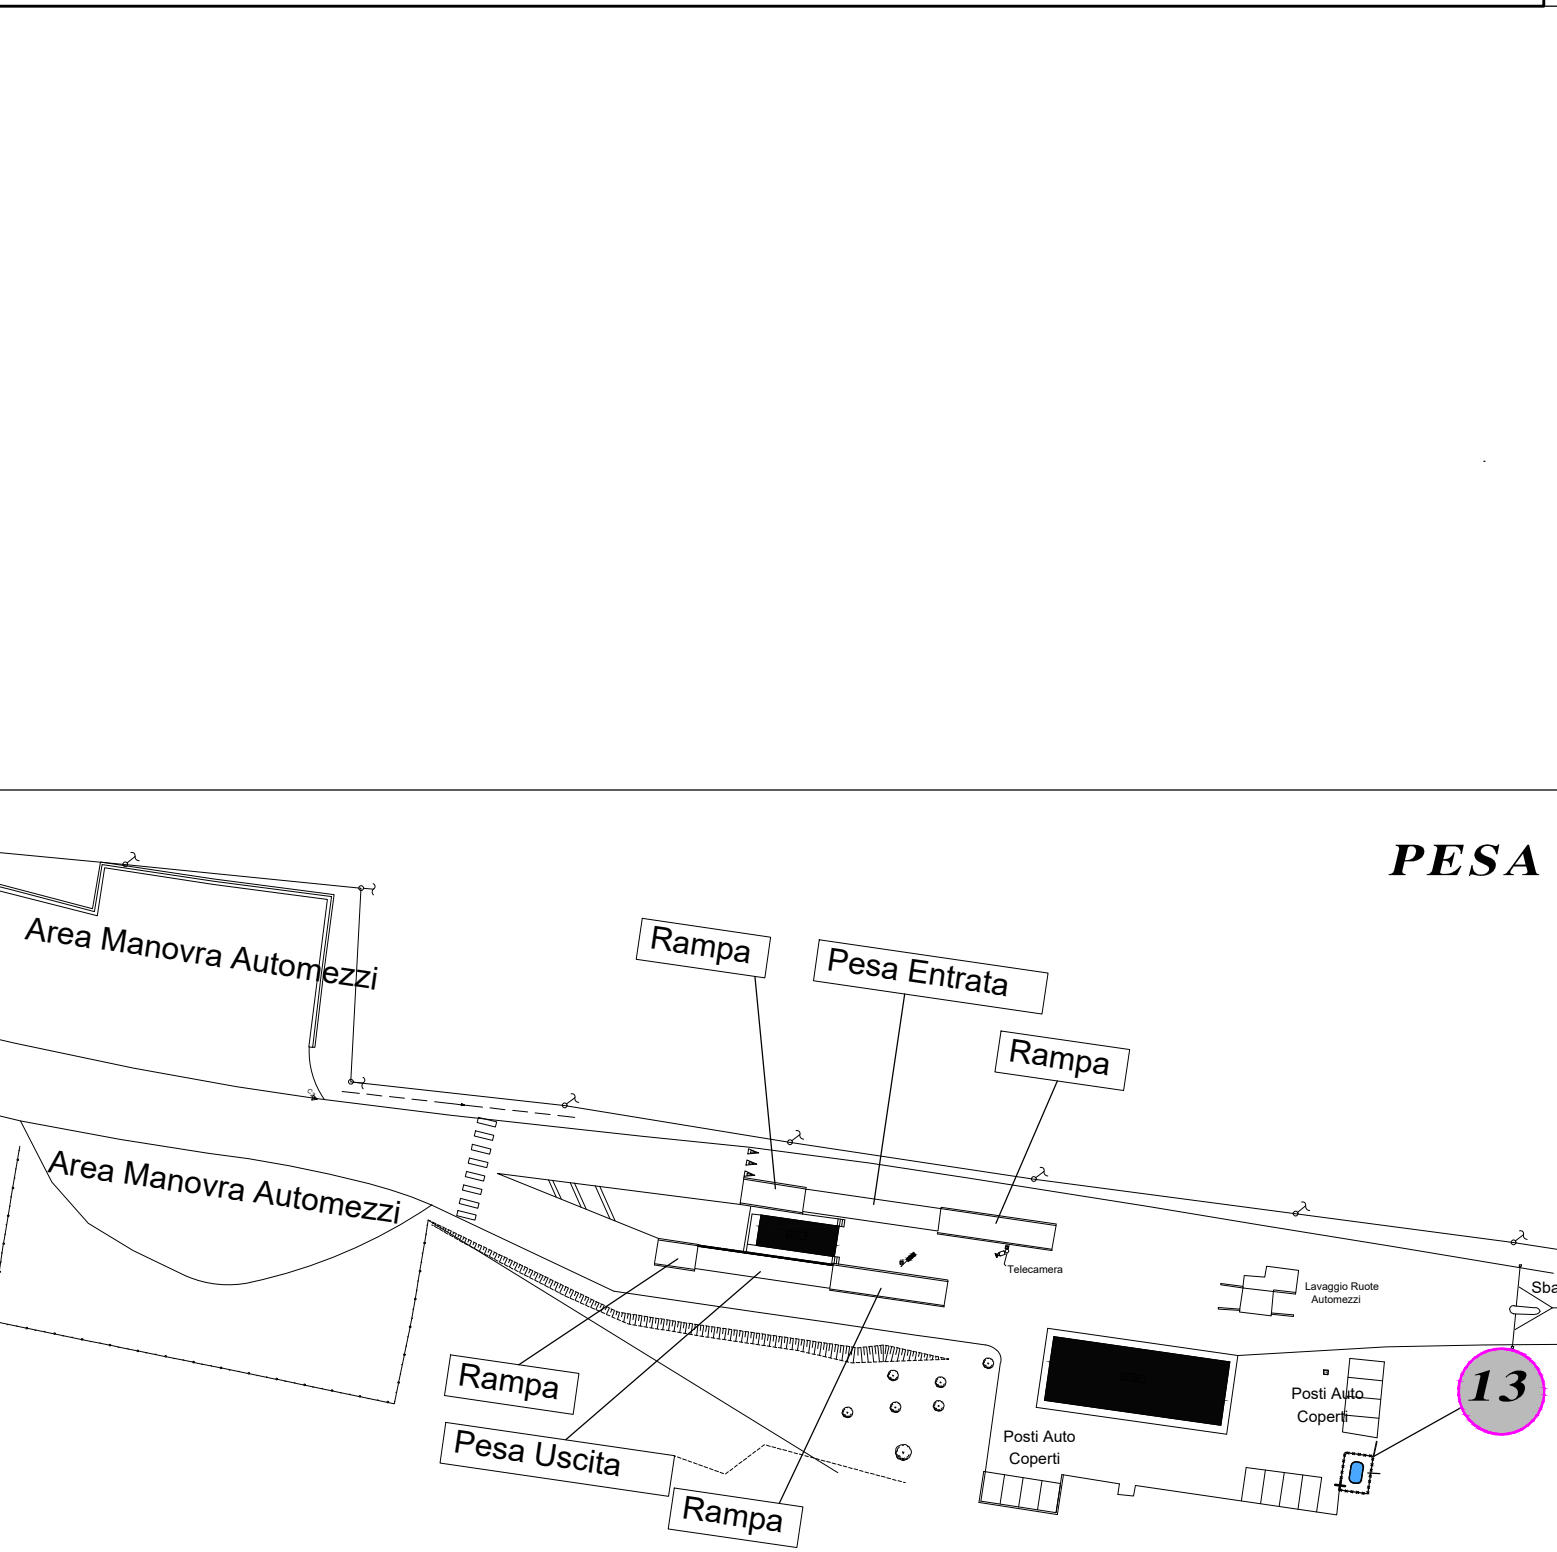 PESA
Area Manovra Automezzi
Rampa
Pesa Entrata
Rampa
Area Manovra Automezzi
Telecamera
Lavaggio Ruote
Automezzi
Sba
Rampa
13
Posti Auto
Coperti
Posti Auto
Coperti
Pesa Uscita
Rampa